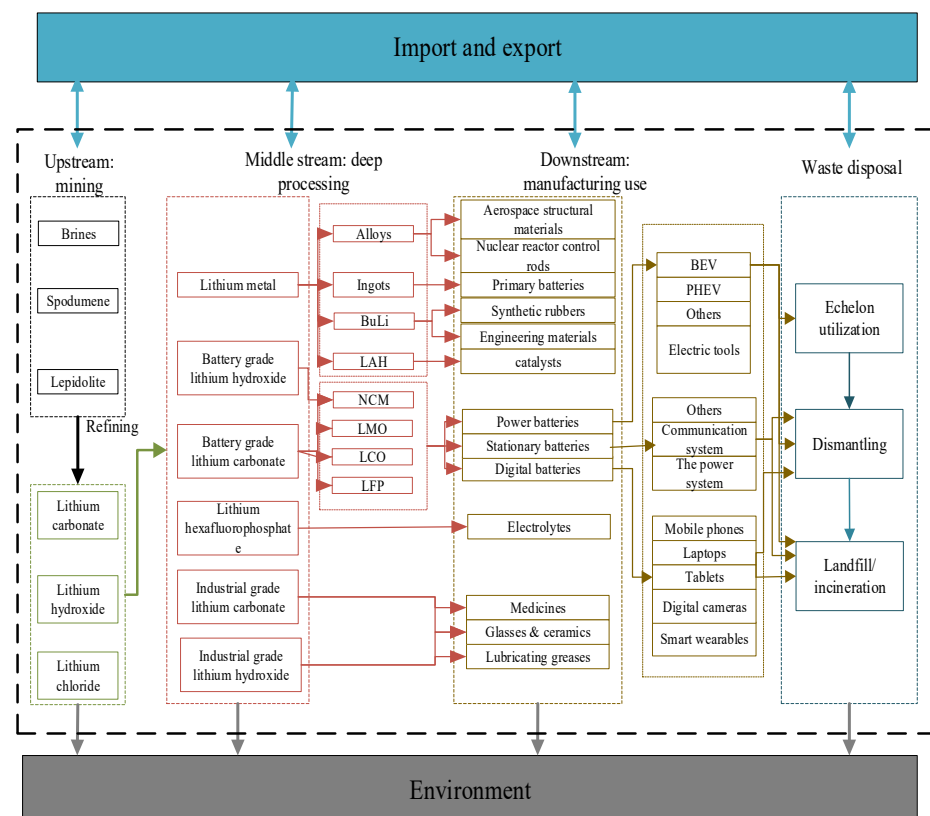 Import and export
Upstream:
mining
Middle stream: deep
processing
Downstream:
manufacturing use
Waste disposal
Brines
Spodumene
Lepidolite
Refining
Lithium
carbonate
Lithium
hydroxide
Lithium
chloride
Lithium metal
Battery grade
lithium hydroxide
Battery grade
lithium carbonate
Lithium
hexafluorophosphat
e
Industrial grade
lithium carbonate
Industrial grade
lithium hydroxide
Alloys
Ingots
BuLi
LAH
NCM
LMO
LCO
LFP
Aerospace structural
materials
Nuclear reactor control
rods
Primary batteries
Synthetic rubbers
Engineering materials
catalysts
Power batteries
Stationary batteries
Digital batteries
Electrolytes
Medicines
Glasses & ceramics
Lubricating greases
BEV
PHEV
Others
Electric tools
Others
Communication
system
The power
system
Mobile phones
Laptops
Tablets
Digital cameras
Smart wearables
Echelon
utilization
Dismantling
Landfill/
incineration
Environment